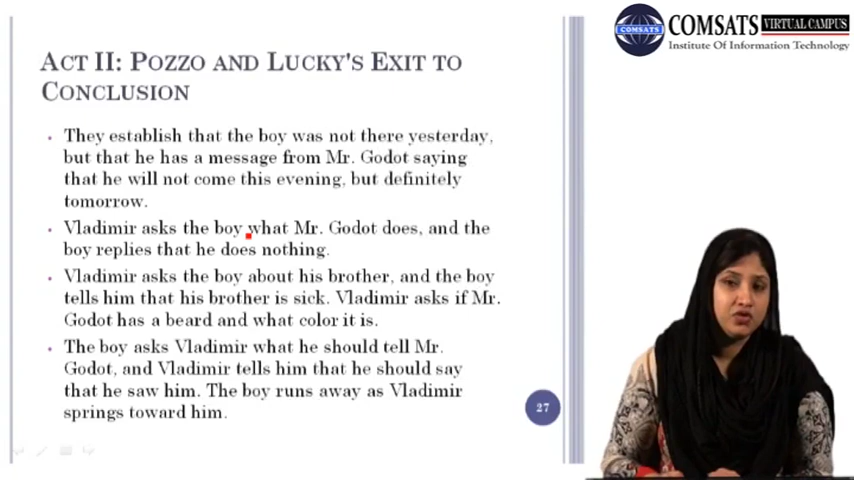 COMSATS VIRTUAL CAMPUS
COMSATS
Institute Of Information Technology
ACT II: POZZO AND LUCKY'S EXIT TO
CONCLUSION
They establish that the boy was not there yesterday,
but that he has a message from Mr. Godot saying
that he will not come this evening, but definitely
tomorrow.
Vladimir asks the boy what Mr. Godot does, and the
boy replies that he does nothing.
Vladimir asks the boy about his brother, and the boy
tells him that his brother is sick. Vladimir asks if Mr.
Godot has a beard and what color it is.
The boy asks Vladimir what he should tell Mr.
Godot, and Vladimir tells him that he should say
that he saw him. The boy runs away as Vladimir
springs toward him.
27